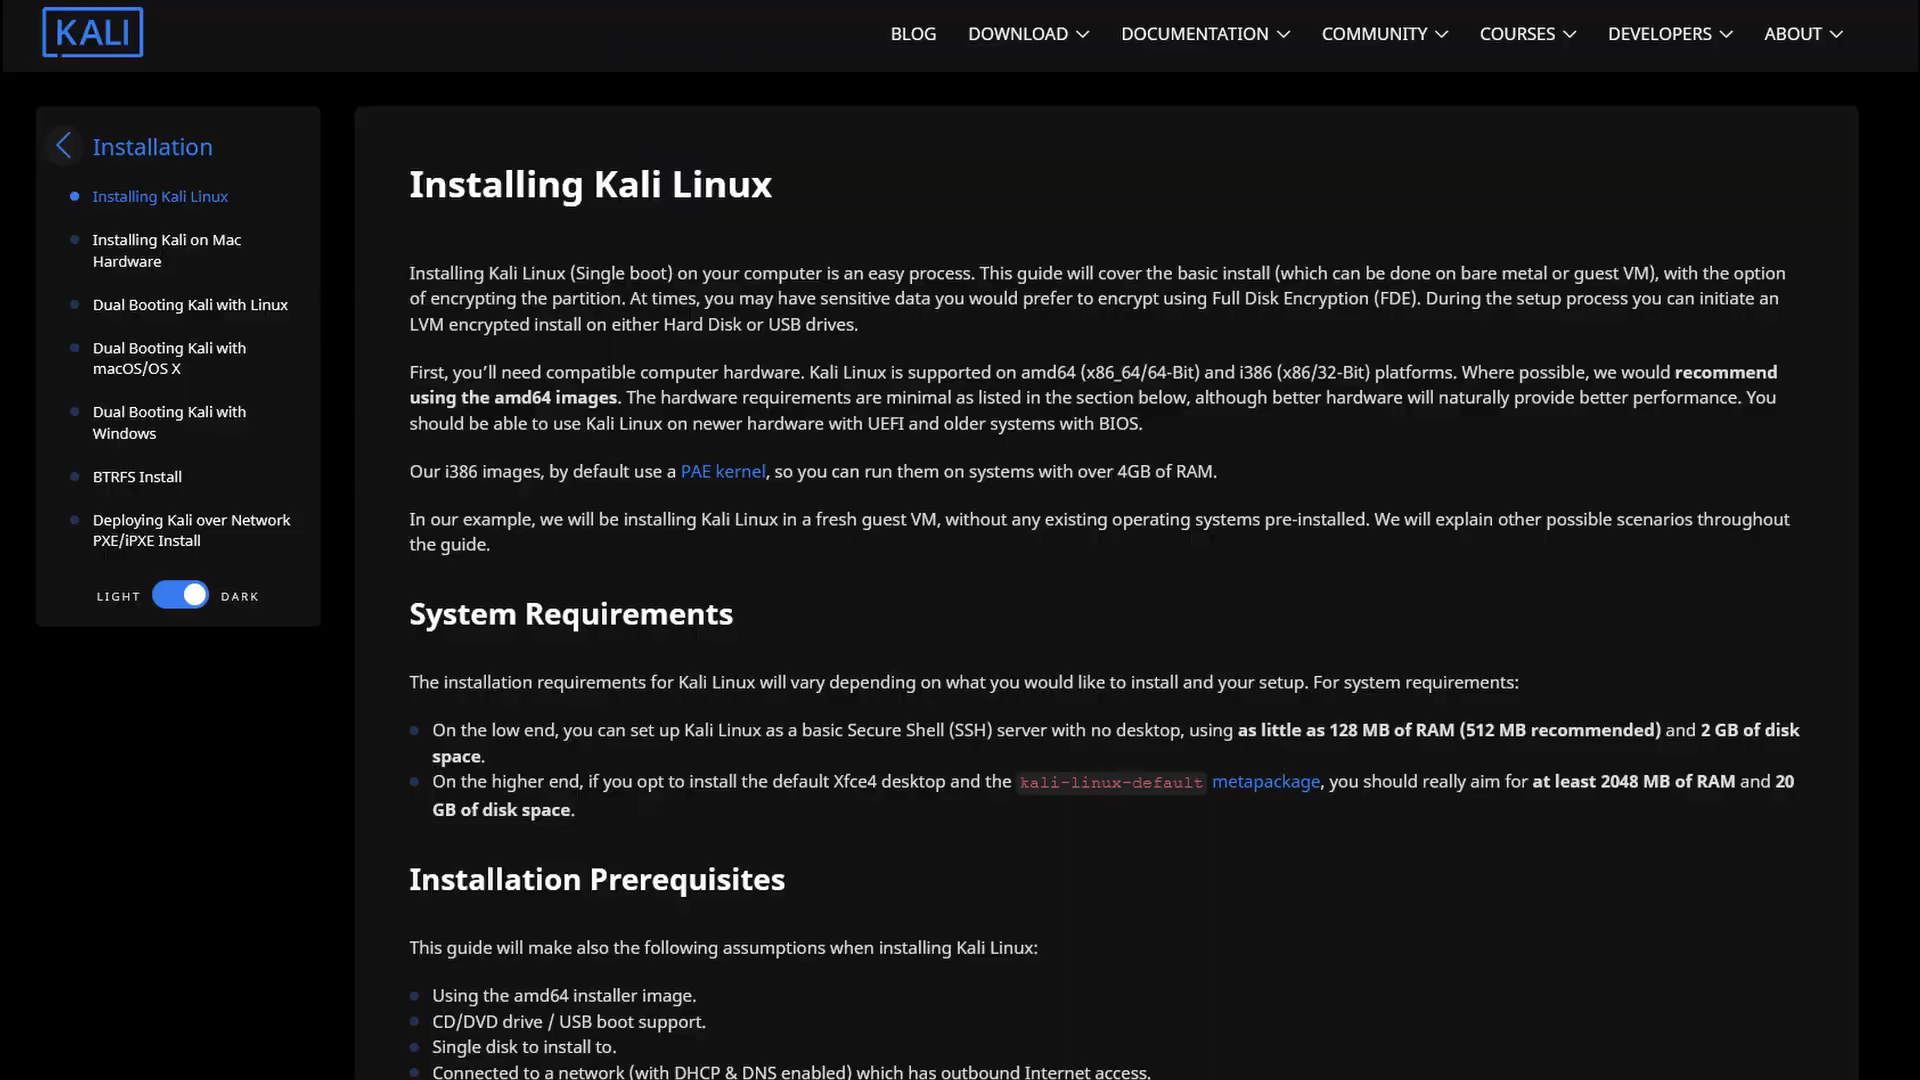 KALI
BLOG
DOWNLOAD
DOCUMENTATION
COMMUNITY
COURSES
DEVELOPERS
ABOUT
Installation
Installing Kali Linux
Installing Kali on Mac
Hardware
Dual Booting Kali with Linux
Dual Booting Kali with
macOS/OS X
Dual Booting Kali with
Windows
BTRFS Install
Deploying Kali over Network
PXE/iPXE Install
LIGHT
DARK
Installing Kali Linux
Installing Kali Linux (Single boot) on your computer is an easy process. This guide will cover the basic install (which can be done on bare metal or guest VM), with the option
of encrypting the partition. At times, you may have sensitive data you would prefer to encrypt using Full Disk Encryption (FDE). During the setup process you can initiate an
LVM encrypted install on either Hard Disk or USB drives.
First, you’ll need compatible computer hardware. Kali Linux is supported on amd64 (x86_64/64-Bit) and i386 (x86/32-Bit) platforms. Where possible, we would recommend
using the amd64 images. The hardware requirements are minimal as listed in the section below, although better hardware will naturally provide better performance. You
should be able to use Kali Linux on newer hardware with UEFI and older systems with BIOS.
Our i386 images, by default use a PAE kernel, so you can run them on systems with over 4GB of RAM.
In our example, we will be installing Kali Linux in a fresh guest VM, without any existing operating systems pre-installed. We will explain other possible scenarios throughout
the guide.
System Requirements
The installation requirements for Kali Linux will vary depending on what you would like to install and your setup. For system requirements:
On the low end, you can set up Kali Linux as a basic Secure Shell (SSH) server with no desktop, using as little as 128 MB of RAM (512 MB recommended) and 2 GB of disk
space.
On the higher end, if you opt to install the default Xfce4 desktop and the kali-linux-default metapackage, you should really aim for at least 2048 MB of RAM and 20
GB of disk space.
Installation Prerequisites
This guide will make also the following assumptions when installing Kali Linux:
Using the amd64 installer image.
CD/DVD drive / USB boot support.
Single disk to install to.
Connected to a network (with DHCP & DNS enabled) which has outbound Internet access.